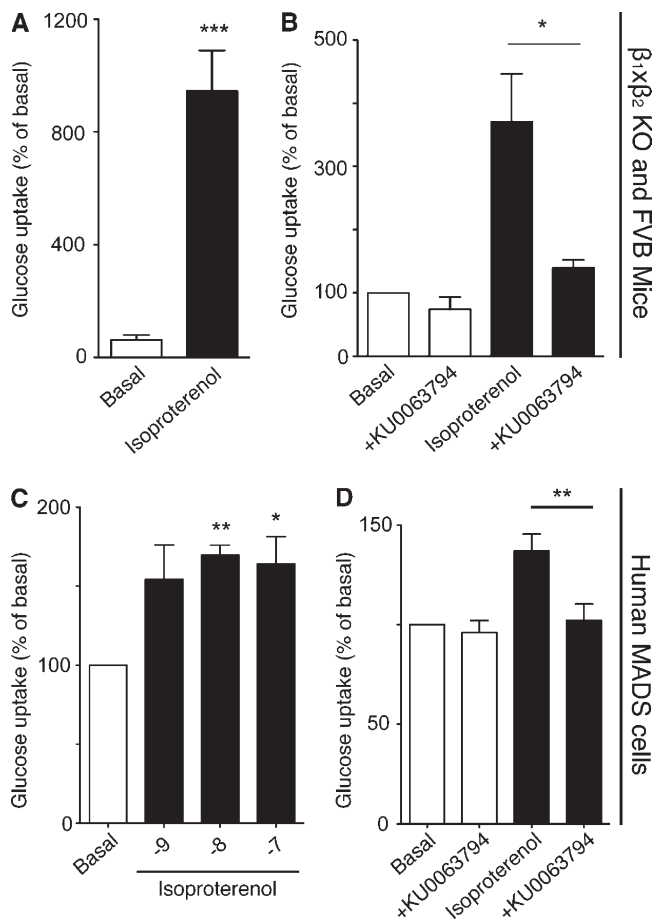 A
Glucose uptake (% of basal)
1200
800
400
0
***
Basal
Isoproterenol
B
Glucose uptake (% of basal)
500
300
100
0
*
Basal
+KU0063794
Isoproterenol
+KU0063794
β₁xβ₂ KO and FVB Mice
C
Glucose uptake (% of basal)
200
100
0
**
*
Basal
-9
-8
-7
Isoproterenol
D
Glucose uptake (% of basal)
150
100
50
0
**
Basal
+KU0063794
Isoproterenol
+KU0063794
Human MADS cells